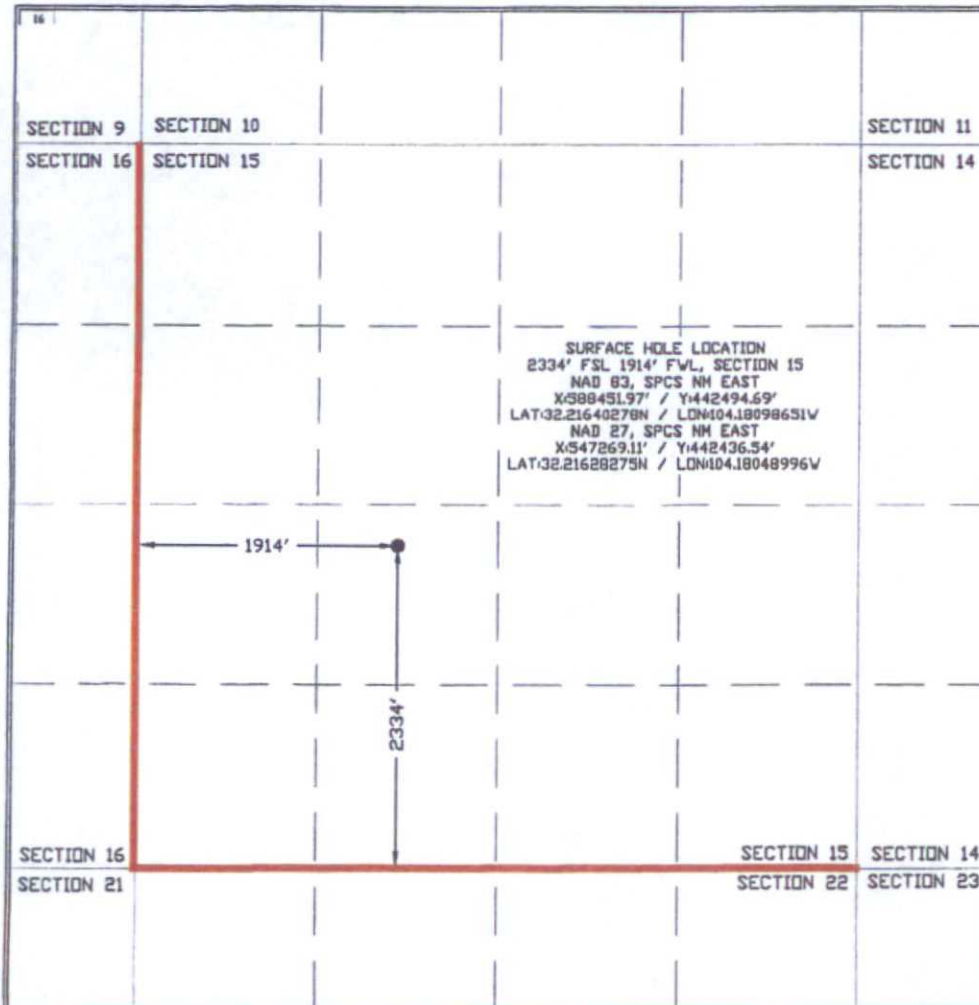 16
SECTION 9
SECTION 10
SECTION 11
SECTION 16
SECTION 15
SECTION 14
SURFACE HOLE LOCATION
2334' FSL 1914' FWL, SECTION 15
NAD 83, SPCS NM EAST
X:588451.97' / Y:442494.69'
LAT:32.21640278N / LON:104.18098651W
NAD 27, SPCS NM EAST
X:547269.11' / Y:442436.54'
LAT:32.21628275N / LON:104.18048996W
1914'
2334'
SECTION 16
SECTION 15
SECTION 14
SECTION 21
SECTION 22
SECTION 23